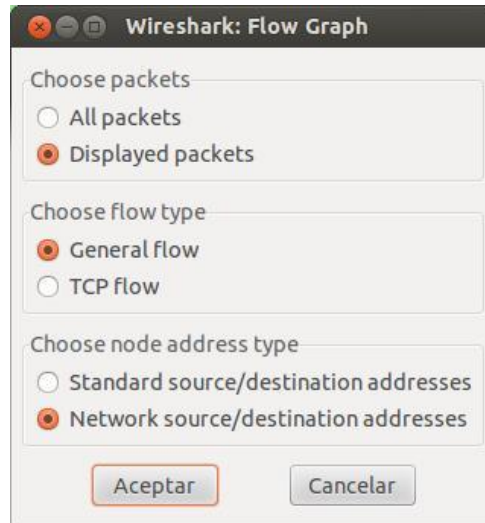 Wireshark: Flow Graph
Choose packets
All packets
Displayed packets
Choose flow type
General flow
TCP flow
Choose node address type
Standard source/destination addresses
Network source/destination addresses
Aceptar
Cancelar